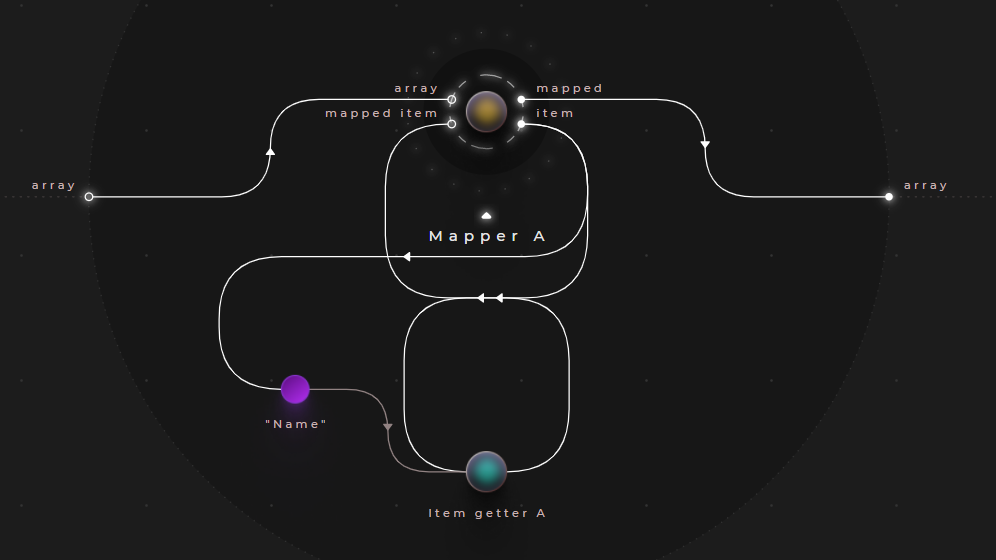 array
mapped
mapped item
item
array
array
Mapper A
"Name"
Item getter A